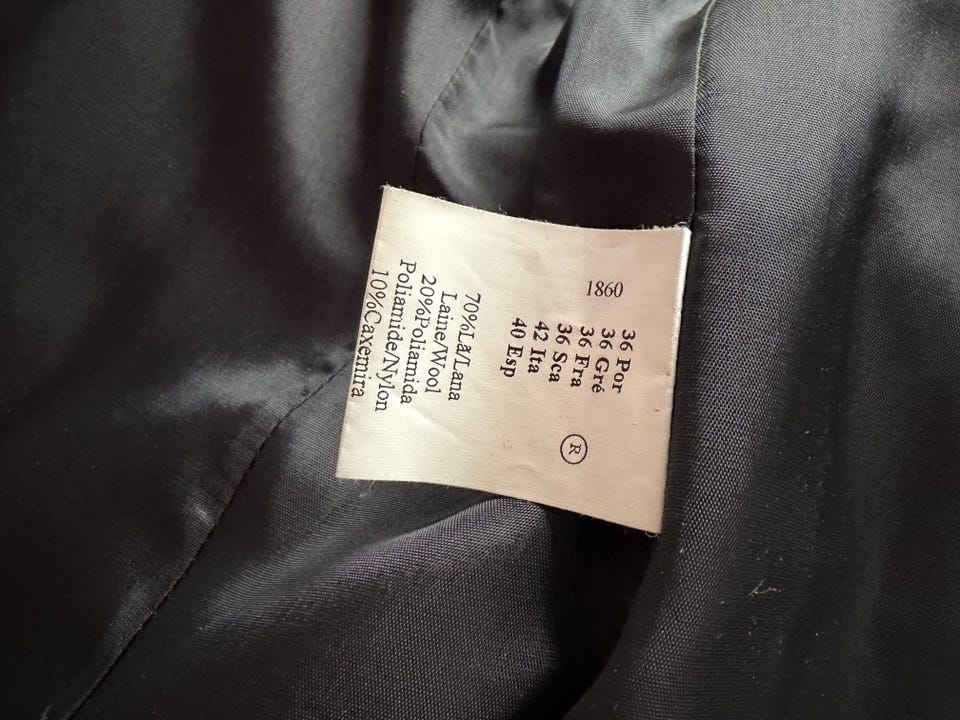 36 Por
36 Gré
36 Fra
36 Sca
42 Ita
40 Esp
1860
R
70%Lã/Lana
Laine/Wool
20%Poliamida
Poliamide/Nylon
10%Caxemira